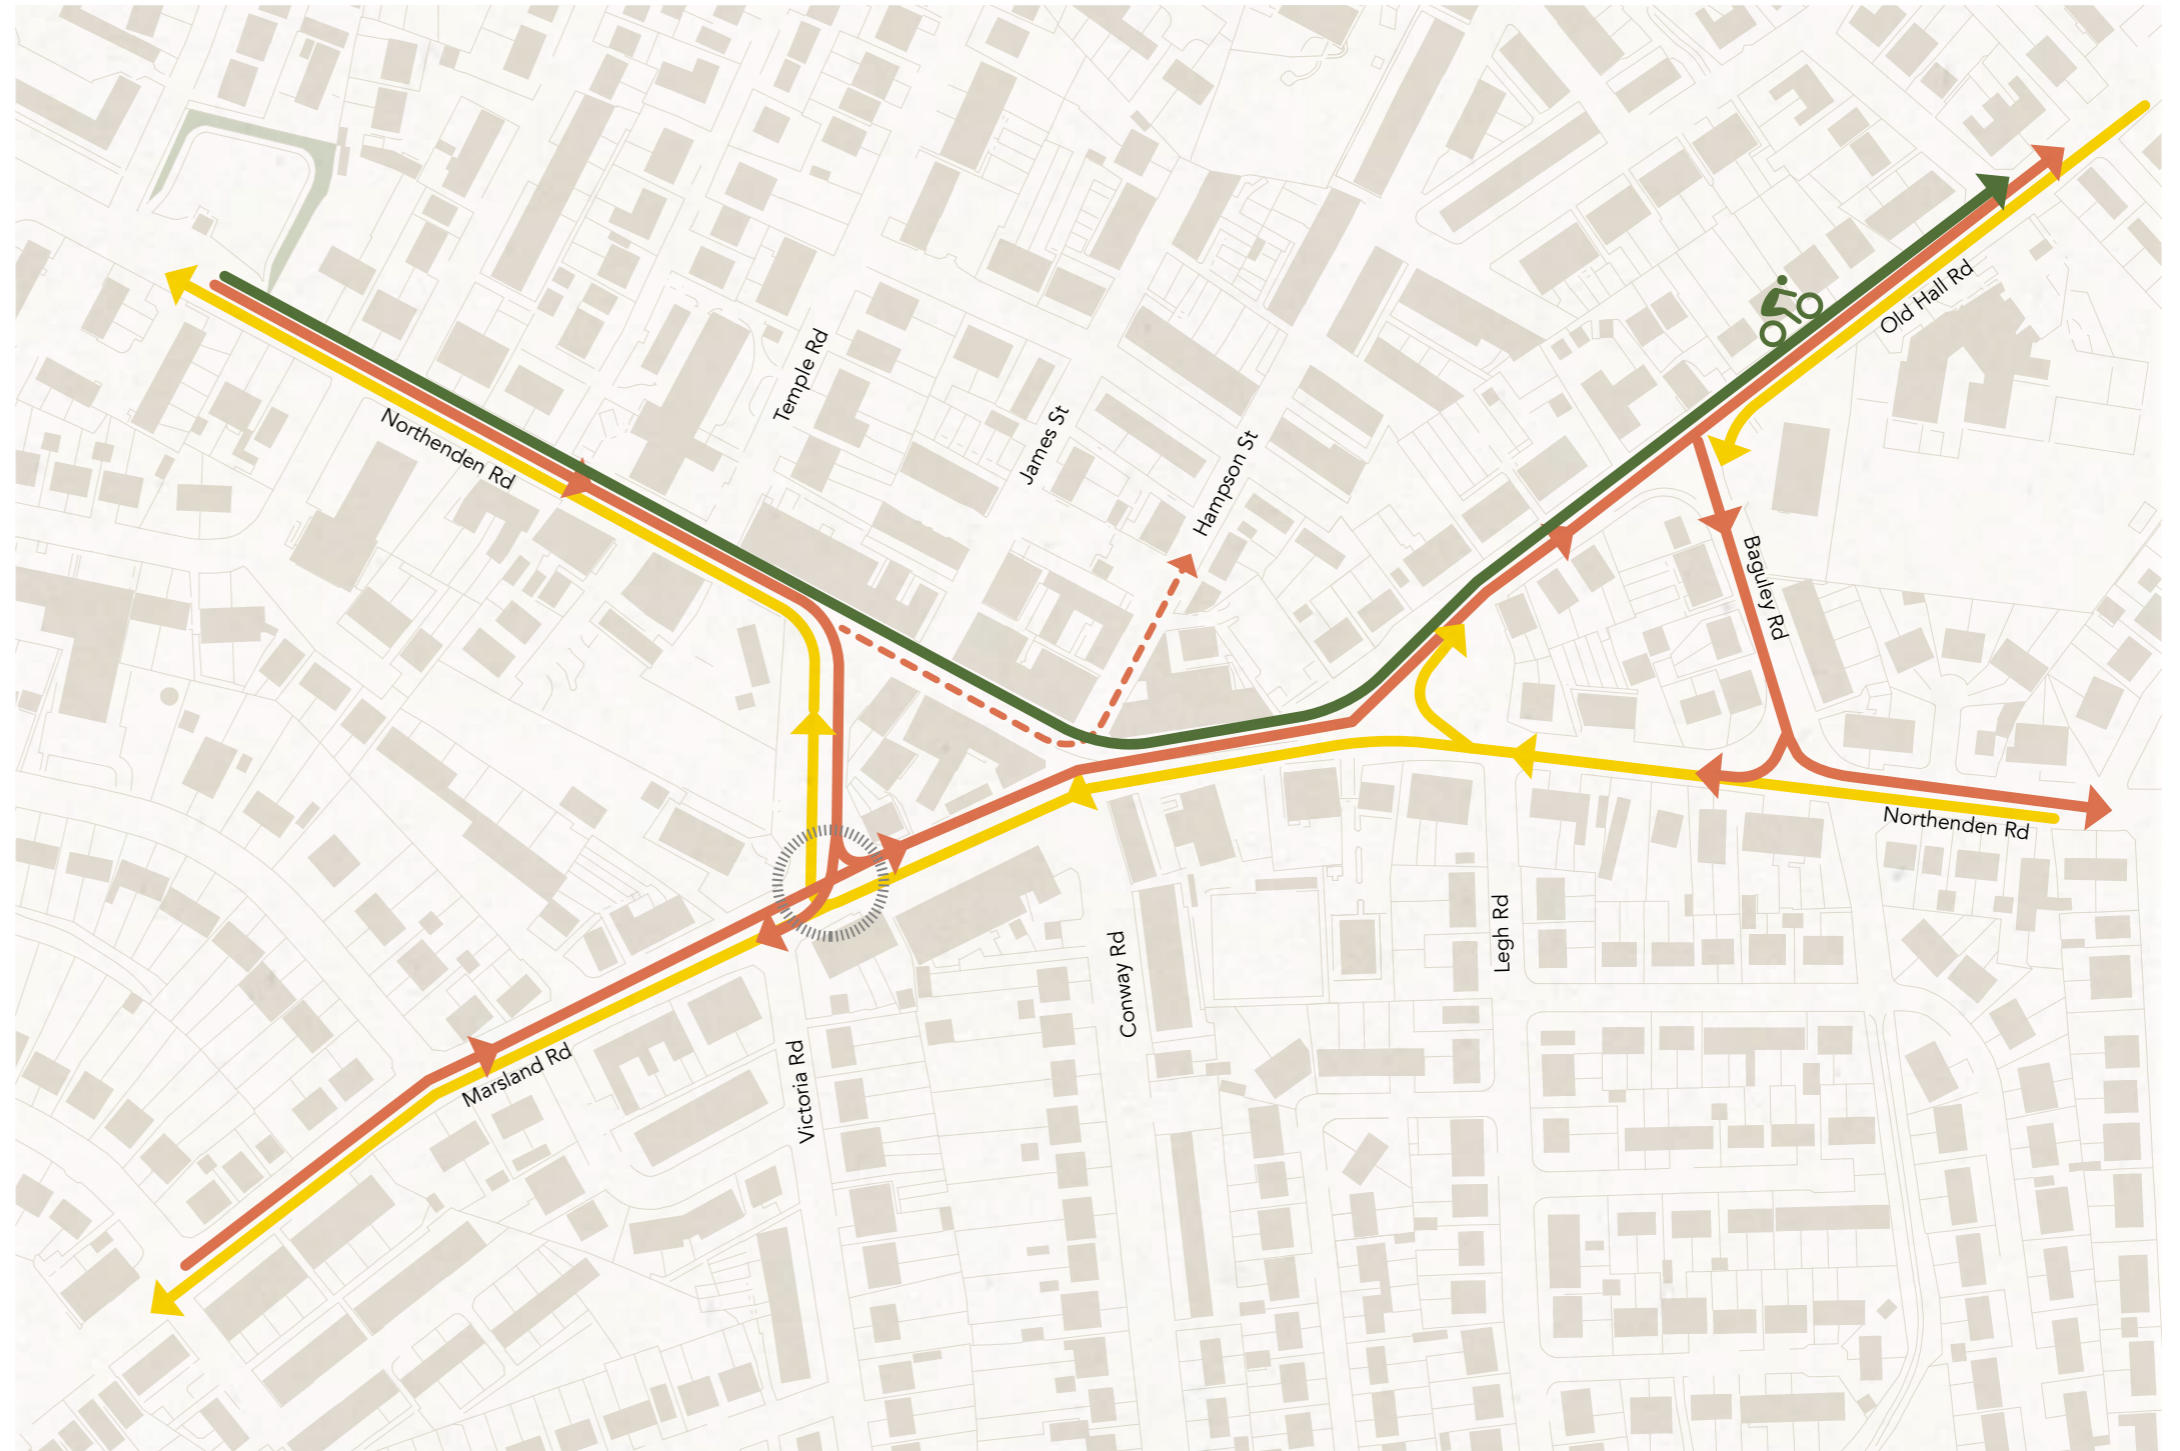 Old Hall Rd
Temple Rd
Northenden Rd
James St
Hampson St
Baguley Rd
Northenden Rd
Legh Rd
Conway Rd
Marsland Rd
Victoria Rd